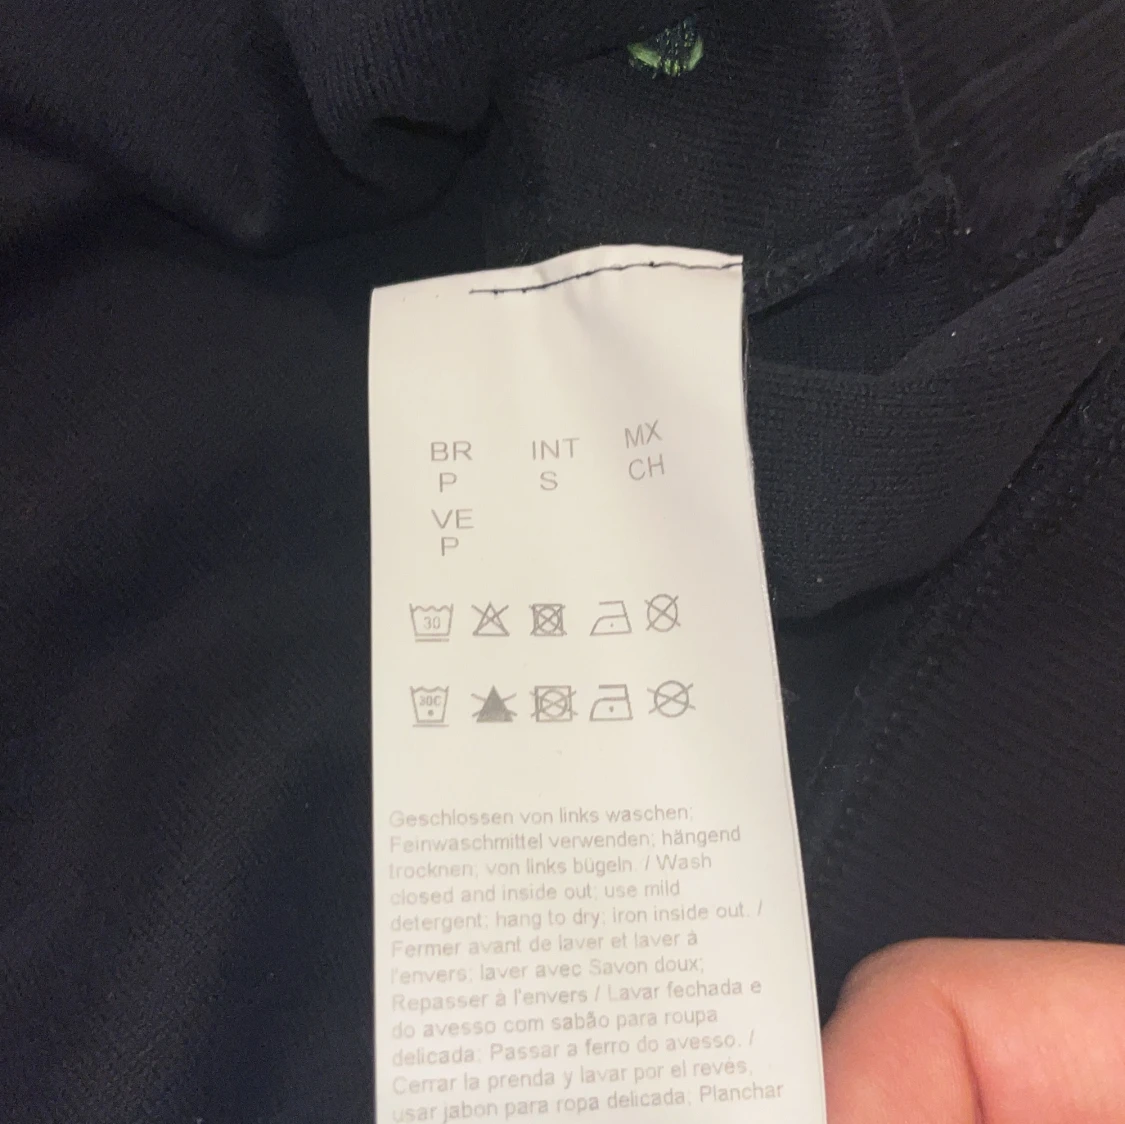 BR INT MX
P S CH
VE
P
30
30C
Geschlossen von links waschen;
Feinwaschmittel verwenden; hängend
trocknen; von links bügeln. / Wash
closed and inside out; use mild
detergent; hang to dry; iron inside out. /
Fermer avant de laver et laver à
l'envers; laver avec Savon doux;
Repasser à l'envers / Lavar fechada e
do avesso com sabão para roupa
delicada; Passar a ferro do avesso. /
Cerrar la prenda y lavar por el revés,
usar jabon para ropa delicada; Planchar